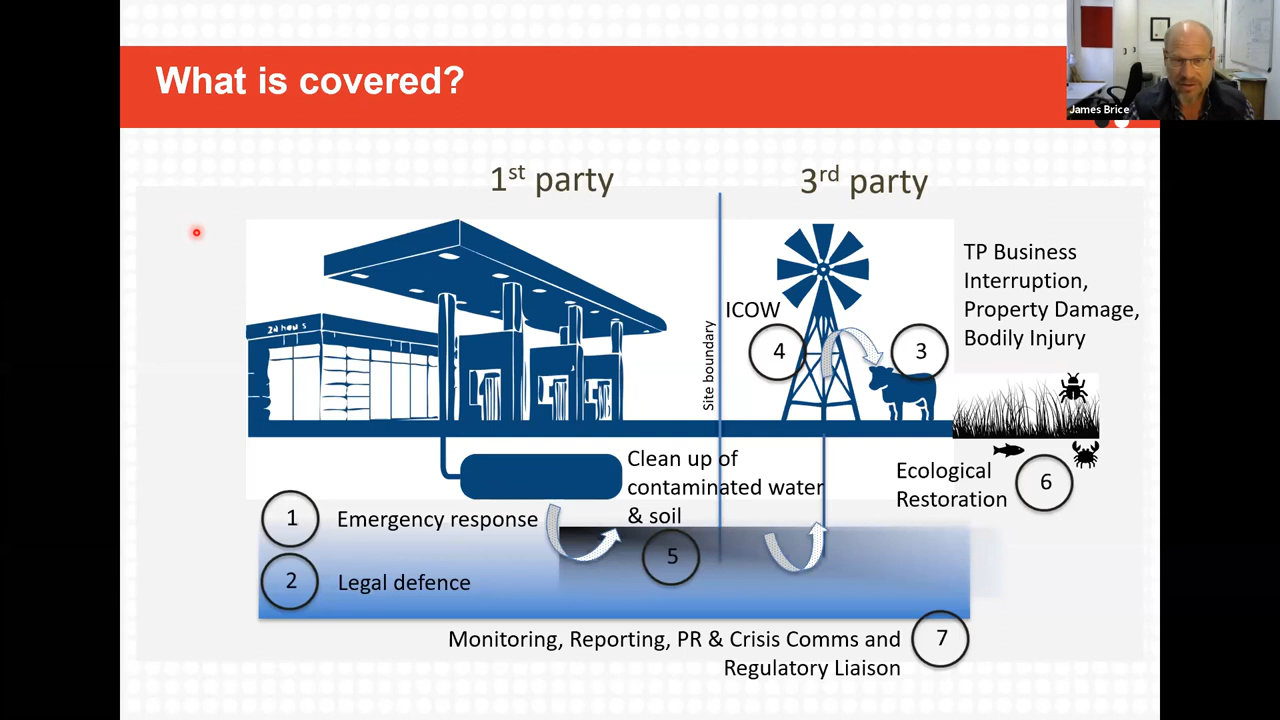 What is covered?
James Brice
1st party
3rd party
TP Business
Interruption,
Property Damage,
Bodily Injury
ICOW
4
3
Site boundary
Clean up of
contaminated water
& soil
Ecological
Restoration
6
1
Emergency response
5
2
Legal defence
Monitoring, Reporting, PR & Crisis Comms and
Regulatory Liaison
7